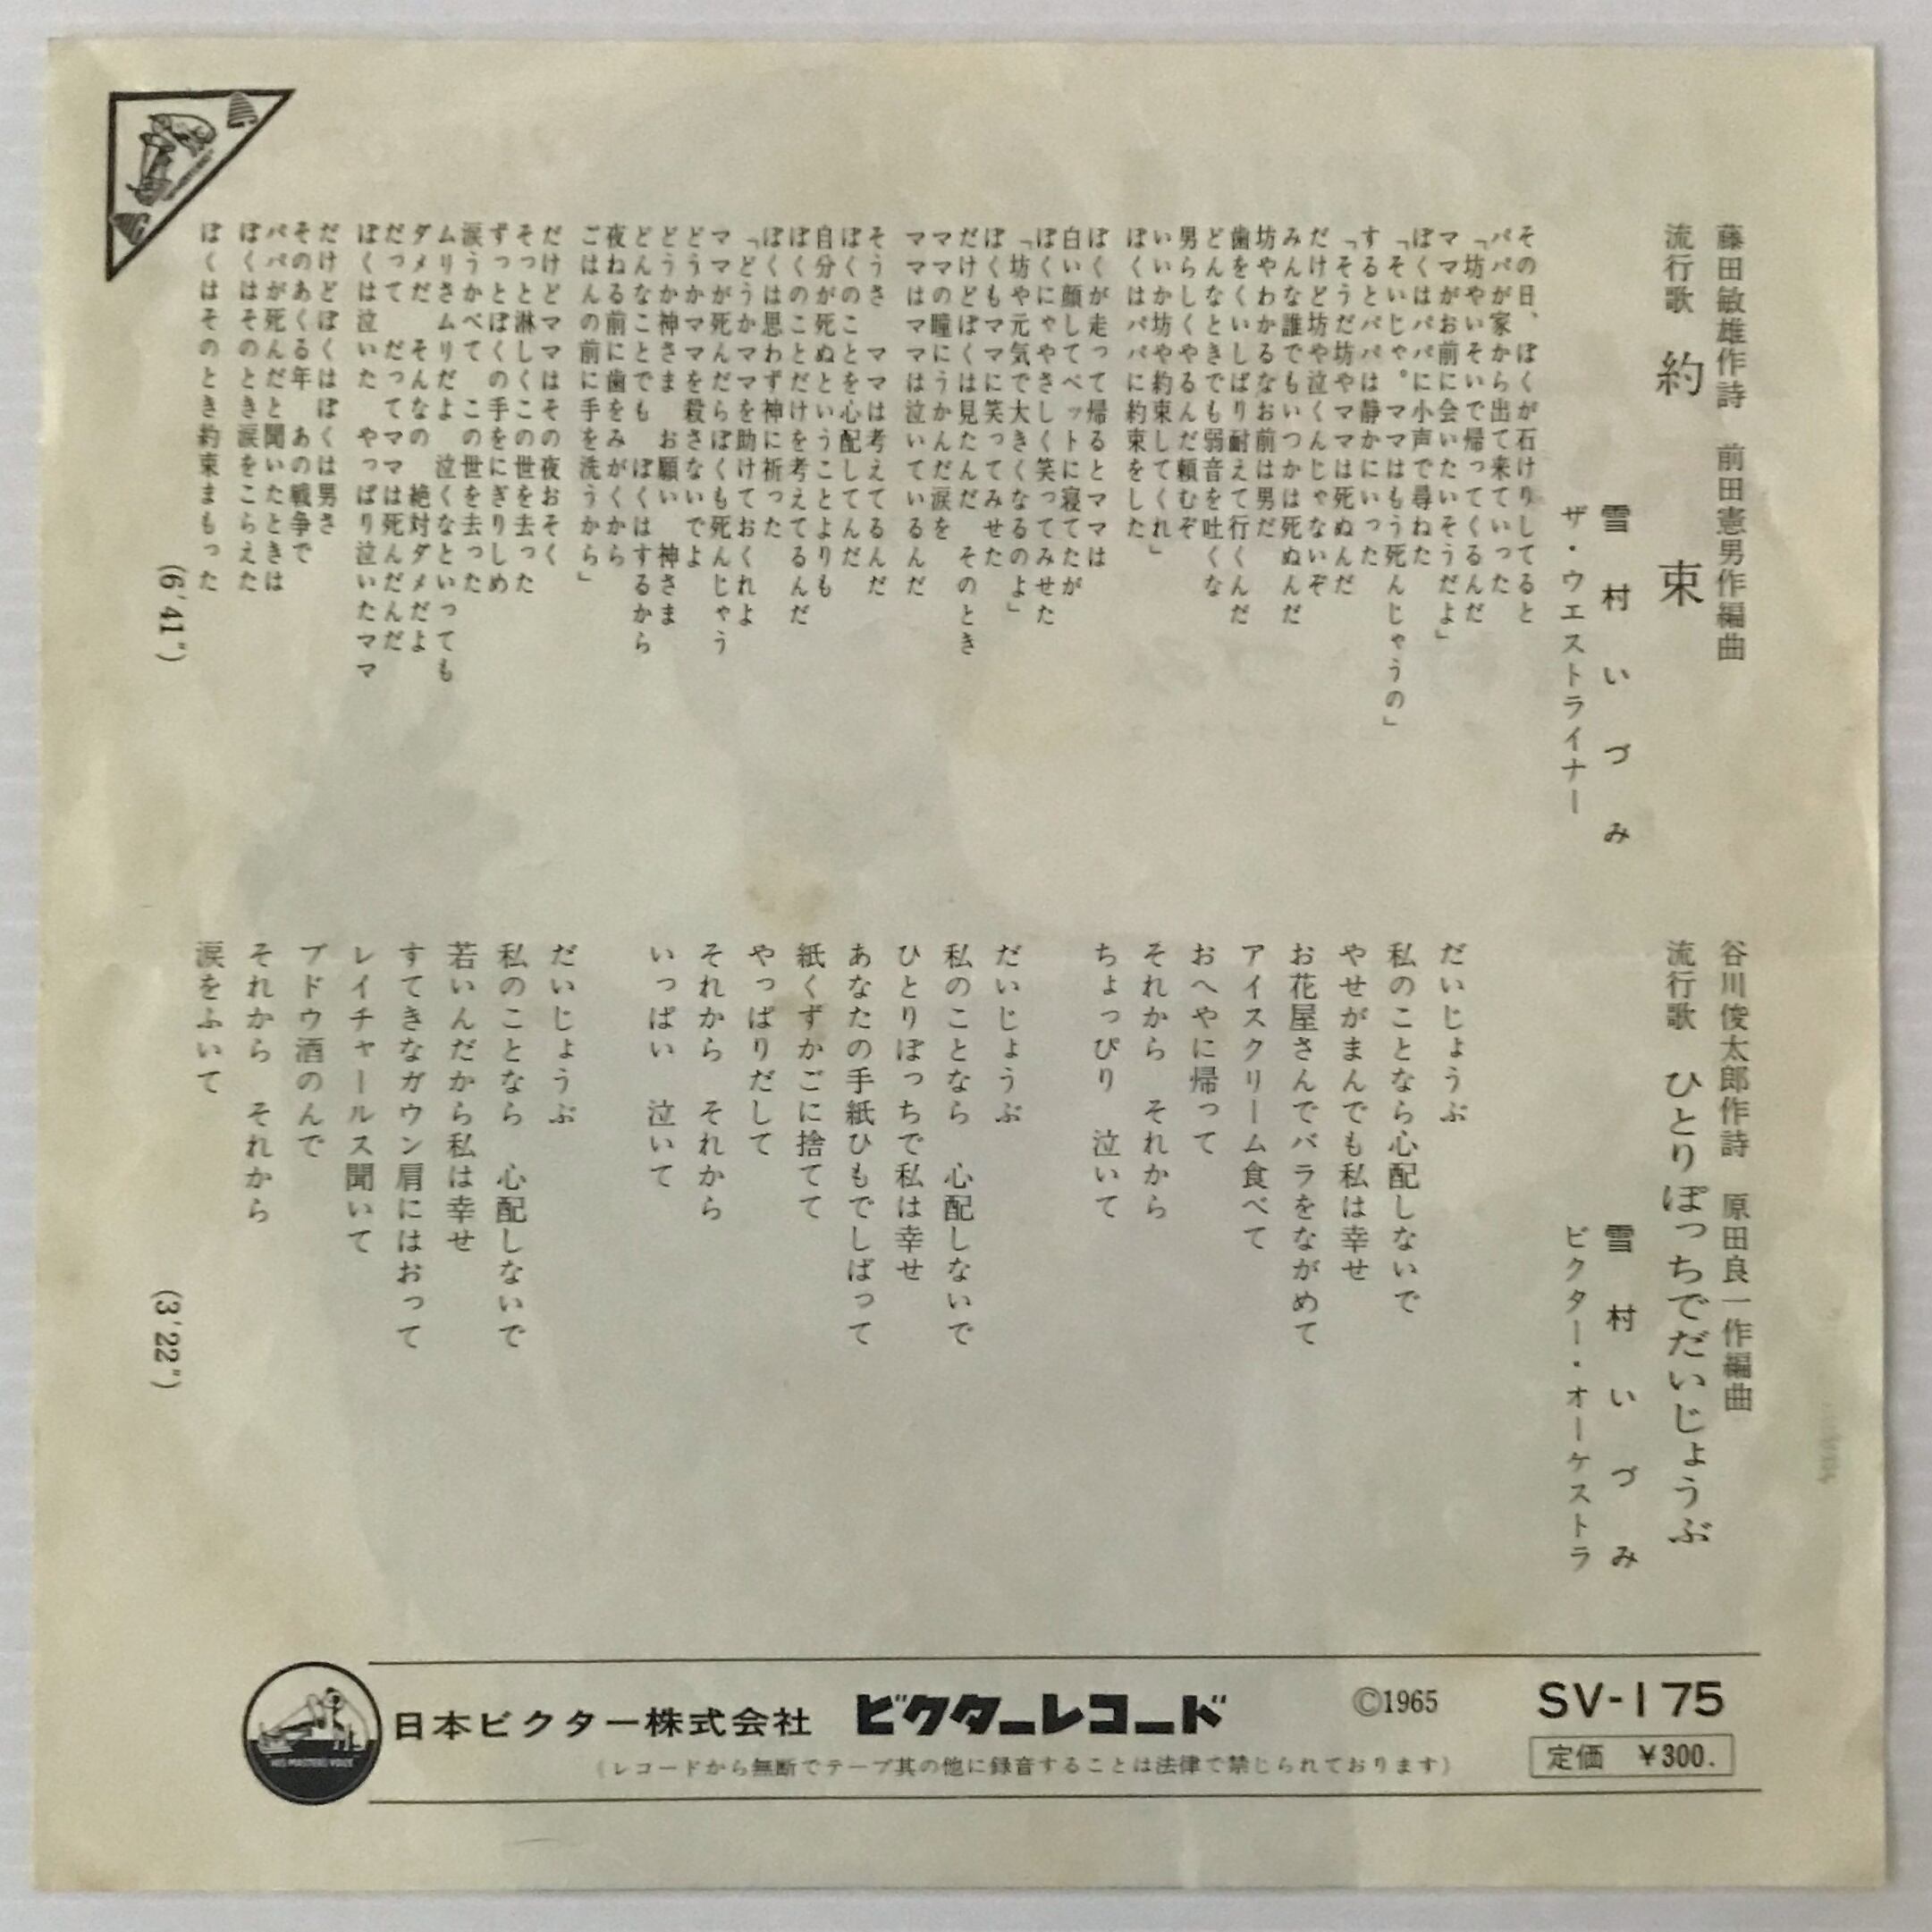 藤田敏雄作詩　前田憲男作編曲
流行歌　約束
雪村いづみ
ザ・ウエストライナー
その日、ぼくが石けりしてると
パパが家から出て来ていった
「坊やいそいで帰ってくるんだ
ママがお前に会いたいそうだよ」
ぼくはパパに小声で尋ねた
「そいじゃ。ママはもう死んじゃうの」
するとパパは静かにいった
「そうだ坊やママは死ぬんだ
だけど坊や泣くんじゃないぞ
みんな誰でもいつかは死ぬんだ
坊やわかるなお前は男だ
歯をくいしばり耐えて行くんだ
どんなときでも弱音を吐くな
男らしくやるんだ頼むぞ
いいか坊や約束してくれ」
ぼくはパパに約束をした
ぼくが走って帰るとママは
白い顔してベットに寝てたが
ぼくにゃやさしく笑ってみせた
「坊や元気で大きくなるのよ」
ぼくもママに笑ってみせた
だけどぼくは見たんだ　そのとき
ママの瞳にうかんだ涙を
ママはママは泣いているんだ
そうさ　ママは考えてるんだ
ぼくのことを心配してんだ
自分が死ぬということよりも
ぼくのことだけを考えてるんだ
ぼくは思わず神に祈った
「どうかママを助けておくれよ
ママが死んだらぼくも死んじゃう
どうかママを殺さないでよ
どうか神さま　お願い　神さま
どんなことでも　ぼくはするから
夜ねる前に歯をみがくから
ごはんの前に手を洗うから」
だけどママはその夜おそく
そっと淋しくこの世を去った
ずっとぼくの手をにぎりしめ
涙うかべて　この世を去った
ムリさムリだよ　泣くなといっても
ダメだ　そんなの　絶対ダメだよ
だって　だってママは死んだんだ
ぼくは泣いた　やっぱり泣いたママ
だけどぼくはぼくは男さ
そのあくる年　あの戦争で
パパが死んだと聞いたときは
ぼくはそのとき涙をこらえた
ぼくはそのとき約束まもった
(6′41″)
谷川俊太郎作詩　原田良一作編曲
流行歌　ひとりぽっちでだいじょうぶ
雪村いづみ
ビクター・オーケストラ
だいじょうぶ
私のことなら心配しないで
やせがまんでも私は幸せ
お花屋さんでバラをながめて
アイスクリーム食べて
おへやに帰って
それから　それから
ちょっぴり　泣いて
だいじょうぶ
私のことなら　心配しないで
ひとりぼっちで私は幸せ
あなたの手紙ひもでしばって
紙くずかごに捨てて
やっぱりだして
それから　それから
いっぱい　泣いて
だいじょうぶ
私のことなら　心配しないで
若いんだから私は幸せ
すてきなガウン肩にはおって
レイチャールス聞いて
ブドウ酒のんで
それから　それから
涙をふいて
(3′22″)
日本ビクター株式会社　ビクターレコード　©1965　SV-175
(レコードから無断でテープ其の他に録音することは法律で禁じられております)
定価　¥300.
HIS MASTER'S VOICE